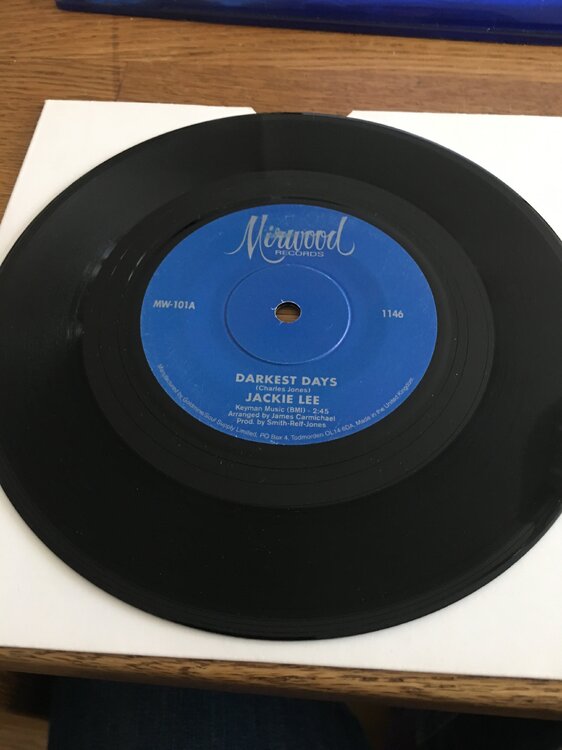 Mirwood
RECORDS
MW-101A
1146
DARKEST DAYS
(Charles Jones)
JACKIE LEE
Keyman Music (BMI) - 2:45
Arranged by James Carmichael
Prod. by Smith-Relf-Jones
Manufactured by Goldmine/Soul Supply Limited, PO Box 4, Todmorden OL14 6DA. Made in the United Kingdom